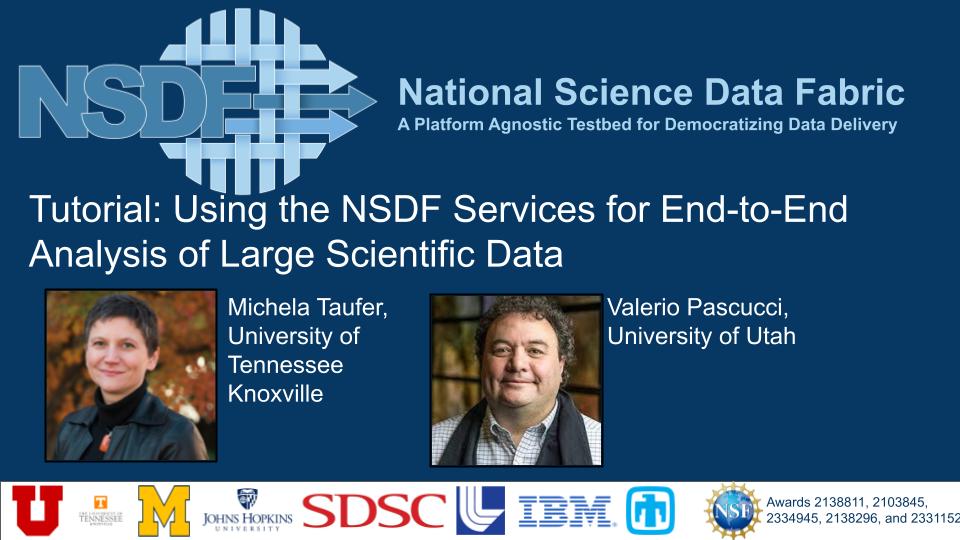 NSDF
National Science Data Fabric
A Platform Agnostic Testbed for Democratizing Data Delivery
Tutorial: Using the NSDF Services for End-to-End
Analysis of Large Scientific Data
Michela Taufer,
University of
Tennessee
Knoxville
Valerio Pascucci,
University of Utah
U
T
THE UNIVERSITY OF
TENNESSEE
KNOXVILLE
M
JOHNS HOPKINS
UNIVERSITY
SDSC
IBM
NSF
Awards 2138811, 2103845,
2334945, 2138296, and 2331152